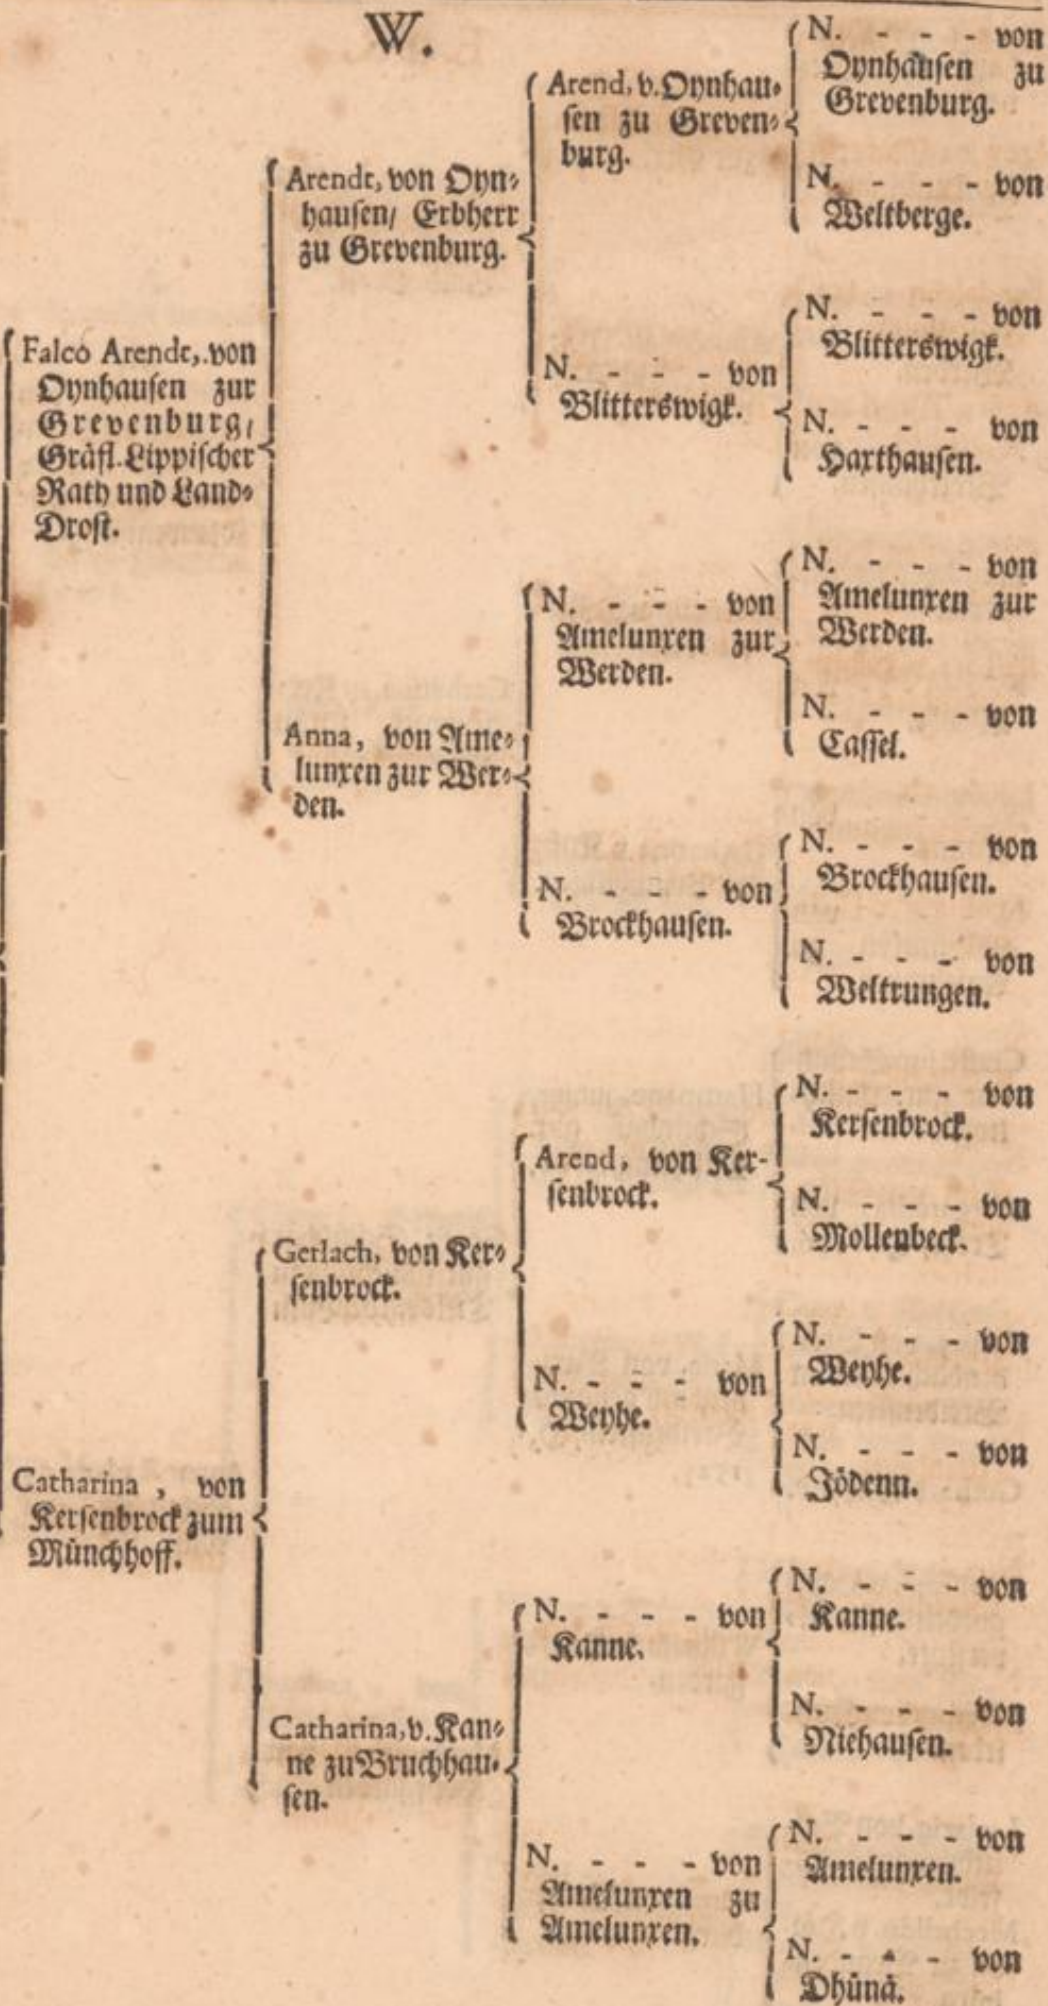 W.
Falco Arendt, von
Oynhausen zur
Grevenburg/
Gräfl. Lippischer
Rath und Land-
Drost.
Catharina, von
Kersenbrock zum
Münchhoff.
Arendt, von Oyn-
hausen/ Erbherr
zu Grevenburg.
Anna, von Ame-
lunxen zur Wer-
den.
Gerlach, von Ker-
senbrock.
Catharina, v. Kan-
ne zu Bruchhau-
sen.
Arend, v. Oynhau-
sen zu Greven-
burg.
N. - - - von
Blitterswigk.
N. - - - von
Amelunxen zur
Werden.
N. - - - von
Brockhausen.
Arend, von Ker-
senbrock.
N. - - - von
Weyhe.
N. - - - von
Kanne.
N. - - - von
Amelunxen zu
Amelunxen.
N. - - - von
Oynhausen zu
Grevenburg.
N. - - - von
Weltberge.
N. - - - von
Blitterswigk.
N. - - - von
Haxthausen.
N. - - - von
Amelunxen zur
Werden.
N. - - - von
Cassel.
N. - - - von
Brockhausen.
N. - - - von
Weltrungen.
N. - - - von
Kersenbrock.
N. - - - von
Mollenbeck.
N. - - - von
Weyhe.
N. - - - von
Jödenn.
N. - - - von
Kanne.
N. - - - von
Niehausen.
N. - - - von
Amelunxen.
N. - - - von
Dhünä.